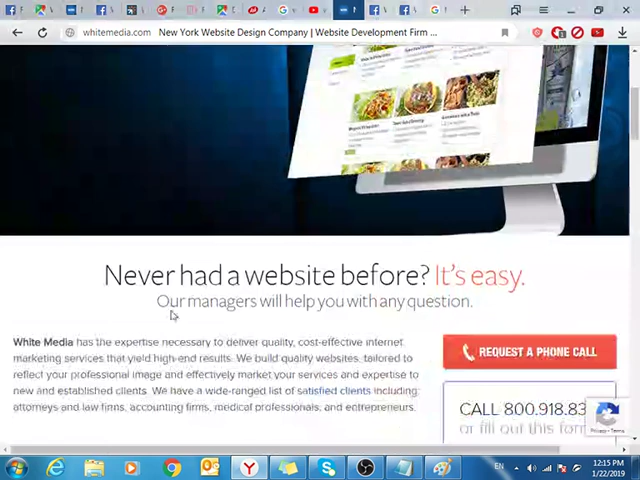 whitemedia.com New York Website Design Company | Website Development Firm ...
Never had a website before? It's easy.
Our managers will help you with any question.
White Media has the expertise necessary to deliver quality, cost-effective internet
marketing services that yield high-end results. We build quality websites, tailored to
reflect your professional image and effectively market your services and expertise to
new and established clients. We have a wide-ranged list of satisfied clients including:
attorneys and law firms, accounting firms, medical professionals, and entrepreneurs.
REQUEST A PHONE CALL
CALL 800.918.83
or fill out this form
Privacy - Terms
EN
12:15 PM
1/22/2019